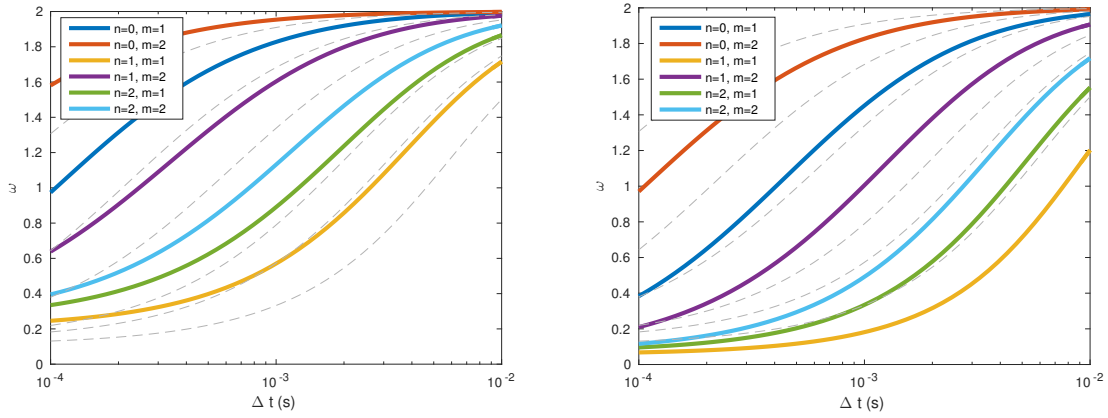 2
1.8
1.6
1.4
1.2
1
0.8
0.6
0.4
0.2
0
ω
n=0, m=1
n=0, m=2
n=1, m=1
n=1, m=2
n=2, m=1
n=2, m=2
10-4
10-3
10-2
Δ t (s)
2
1.8
1.6
1.4
1.2
1
0.8
0.6
0.4
0.2
0
ω
n=0, m=1
n=0, m=2
n=1, m=1
n=1, m=2
n=2, m=1
n=2, m=2
10-4
10-3
10-2
Δ t (s)